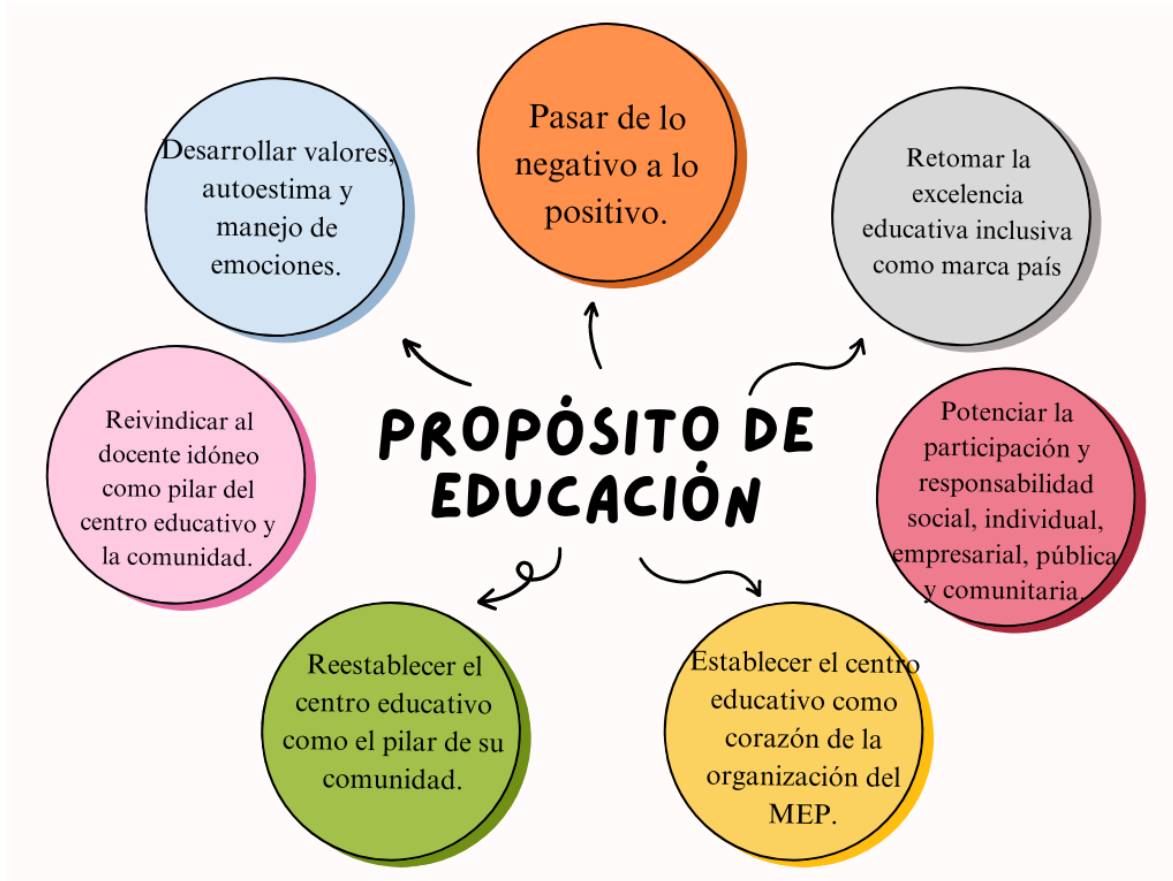 PROPÓSITO DE
EDUCACIÓN
Pasar de lo
negativo a lo
positivo.
Retomar la
excelencia
educativa inclusiva
como marca país
Potenciar la
participación y
responsabilidad
social, individual,
empresarial, pública
y comunitaria.
Establecer el centro
educativo como
corazón de la
organización del
MEP.
Reestablecer el
centro educativo
como el pilar de su
comunidad.
Reivindicar al
docente idóneo
como pilar del
centro educativo y
la comunidad.
Desarrollar valores,
autoestima y
manejo de
emociones.